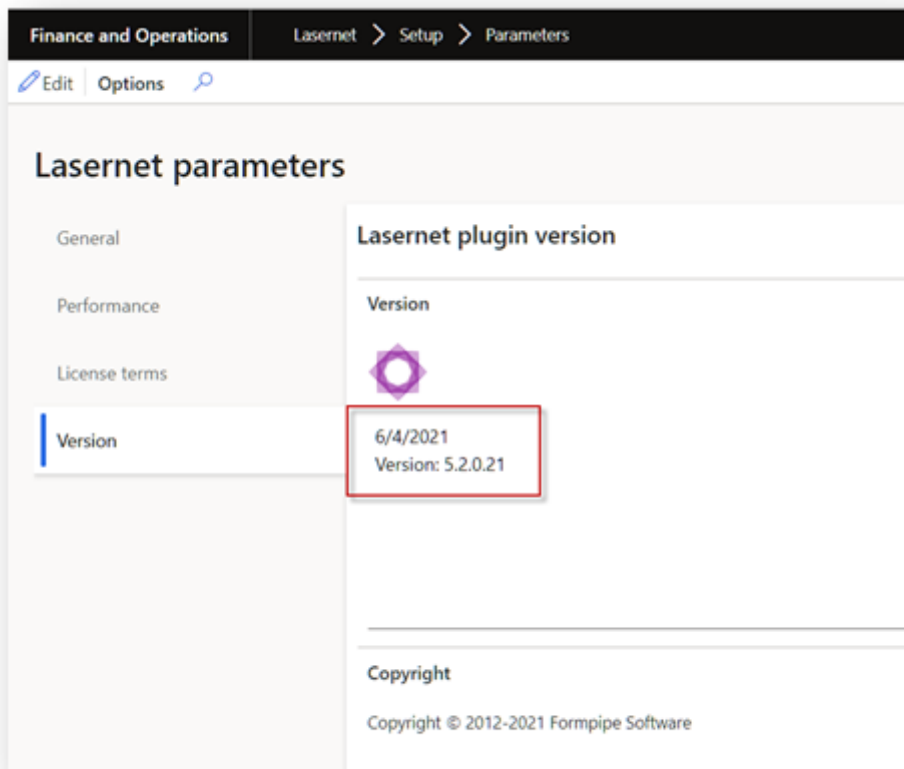 Finance and Operations Lasernet > Setup > Parameters
Edit Options
Lasernet parameters
General
Performance
License terms
Version
Lasernet plugin version
Version
6/4/2021
Version: 5.2.0.21
Copyright
Copyright © 2012-2021 Formpipe Software